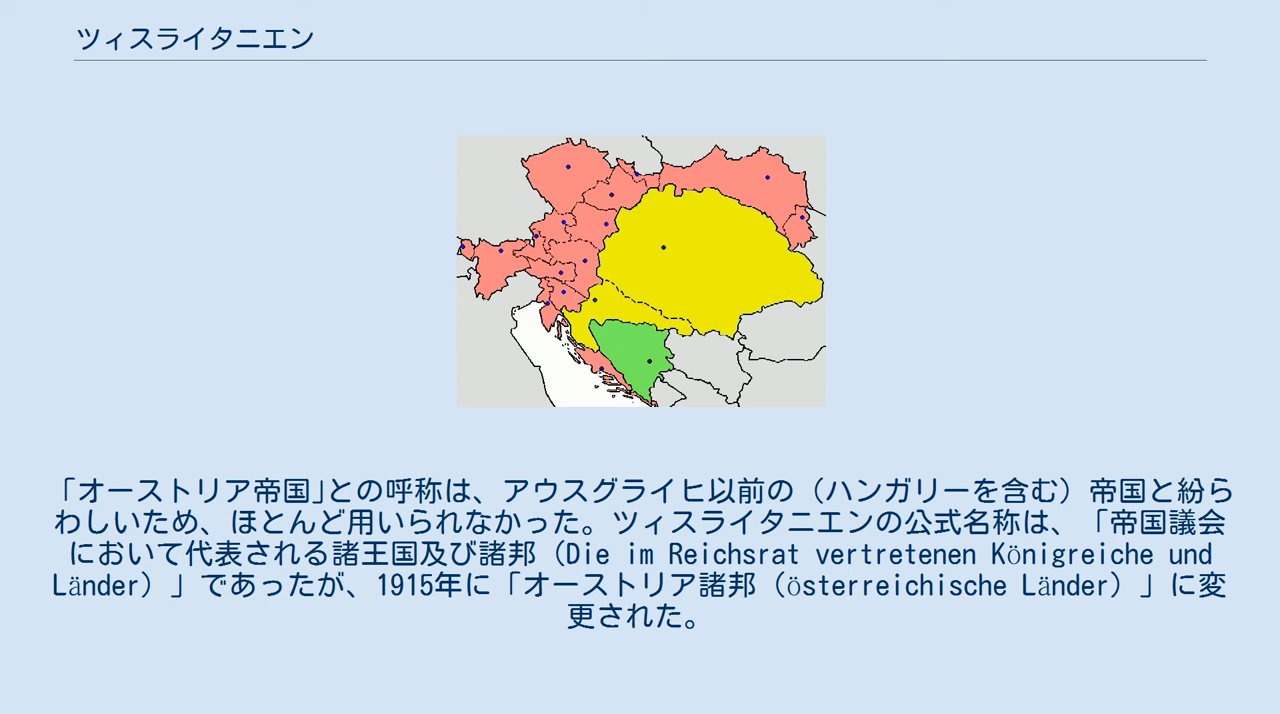 ツィスライタニエン
「オーストリア帝国」との呼称は、アウスグライヒ以前の（ハンガリーを含む）帝国と紛ら
わしいため、ほとんど用いられなかった。ツィスライタニエンの公式名称は、「帝国議会
において代表される諸王国及び諸邦（Die im Reichsrat vertretenen Königreiche und
Länder）」であったが、1915年に「オーストリア諸邦（österreichische Länder）」に変
更された。